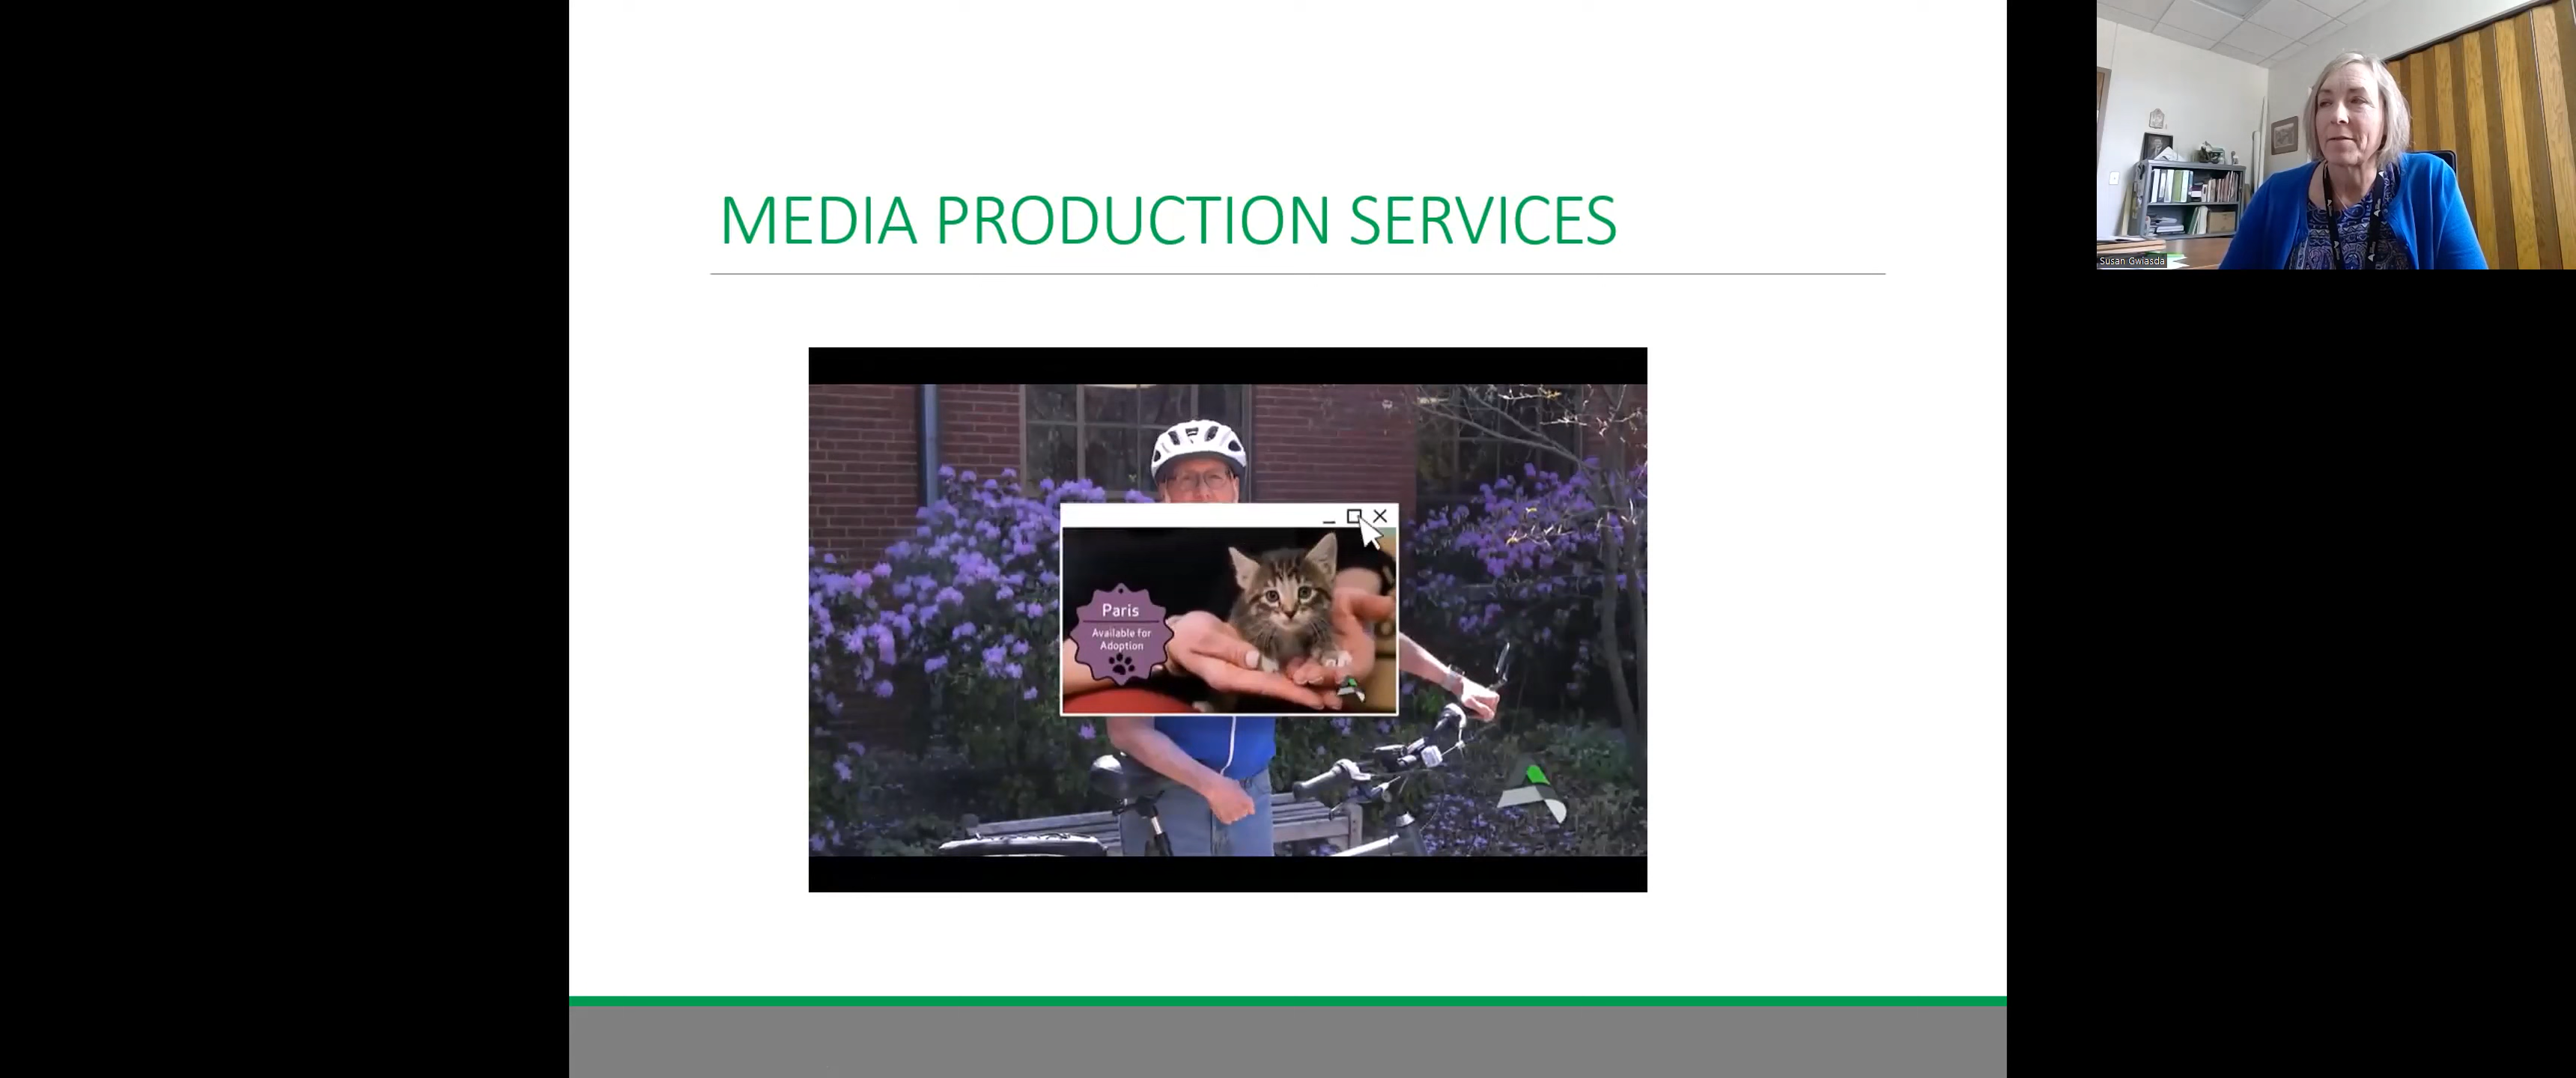 MEDIA PRODUCTION SERVICES
Susan Gwiasda
Paris
Available for
Adoption